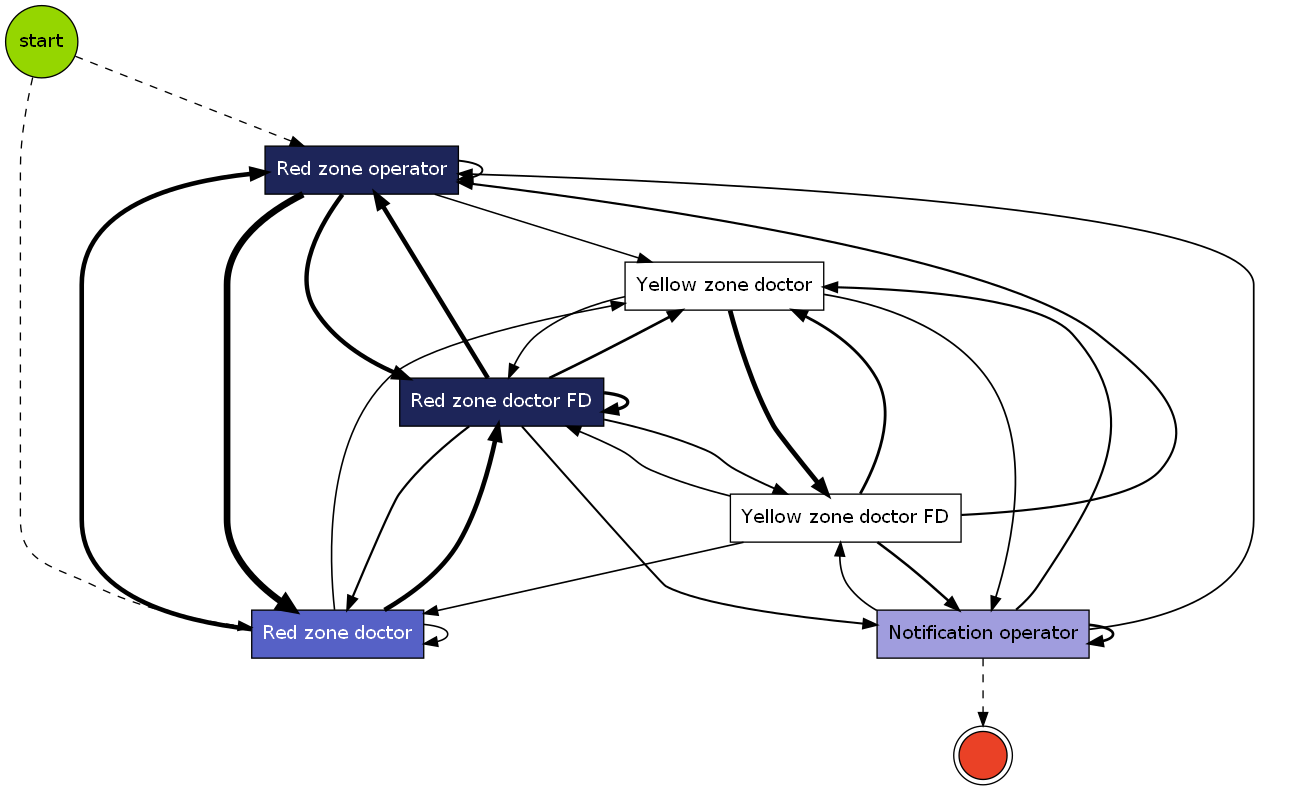 start
Red zone operator
Yellow zone doctor
Red zone doctor FD
Yellow zone doctor FD
Red zone doctor
Notification operator